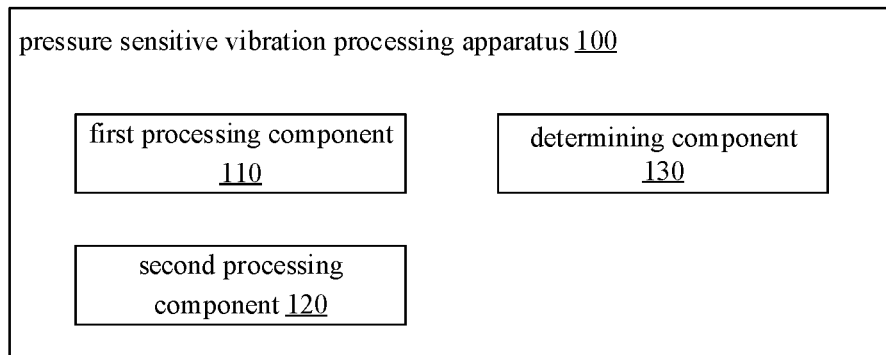 pressure sensitive vibration processing apparatus 100
first processing component
110
determining component
130
second processing
component 120